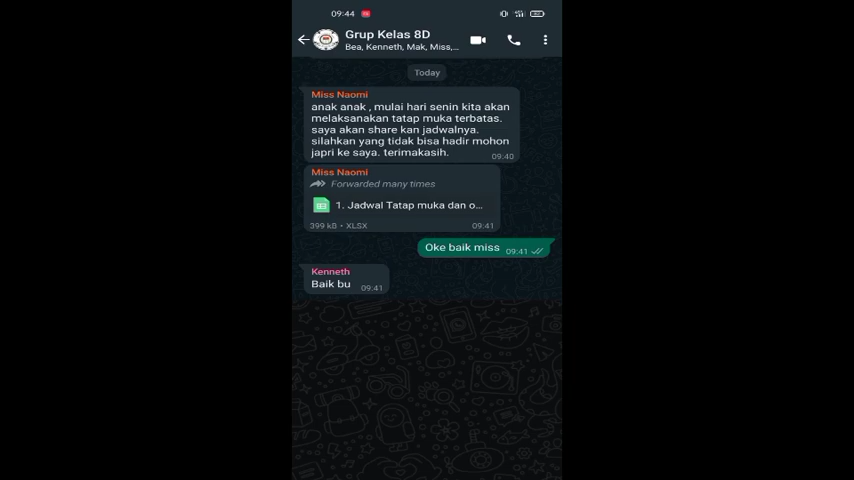 09:44
Grup Kelas 8D
Bea, Kenneth, Mak, Miss,...
Today
Miss Naomi
anak anak , mulai hari senin kita akan
melaksanakan tatap muka terbatas.
saya akan share kan jadwalnya.
silahkan yang tidak bisa hadir mohon
japri ke saya. terimakasih.
09:40
Miss Naomi
Forwarded many times
1. Jadwal Tatap muka dan o...
399 kB • XLSX 09:41
Oke baik miss 09:41
Kenneth
Baik bu 09:41